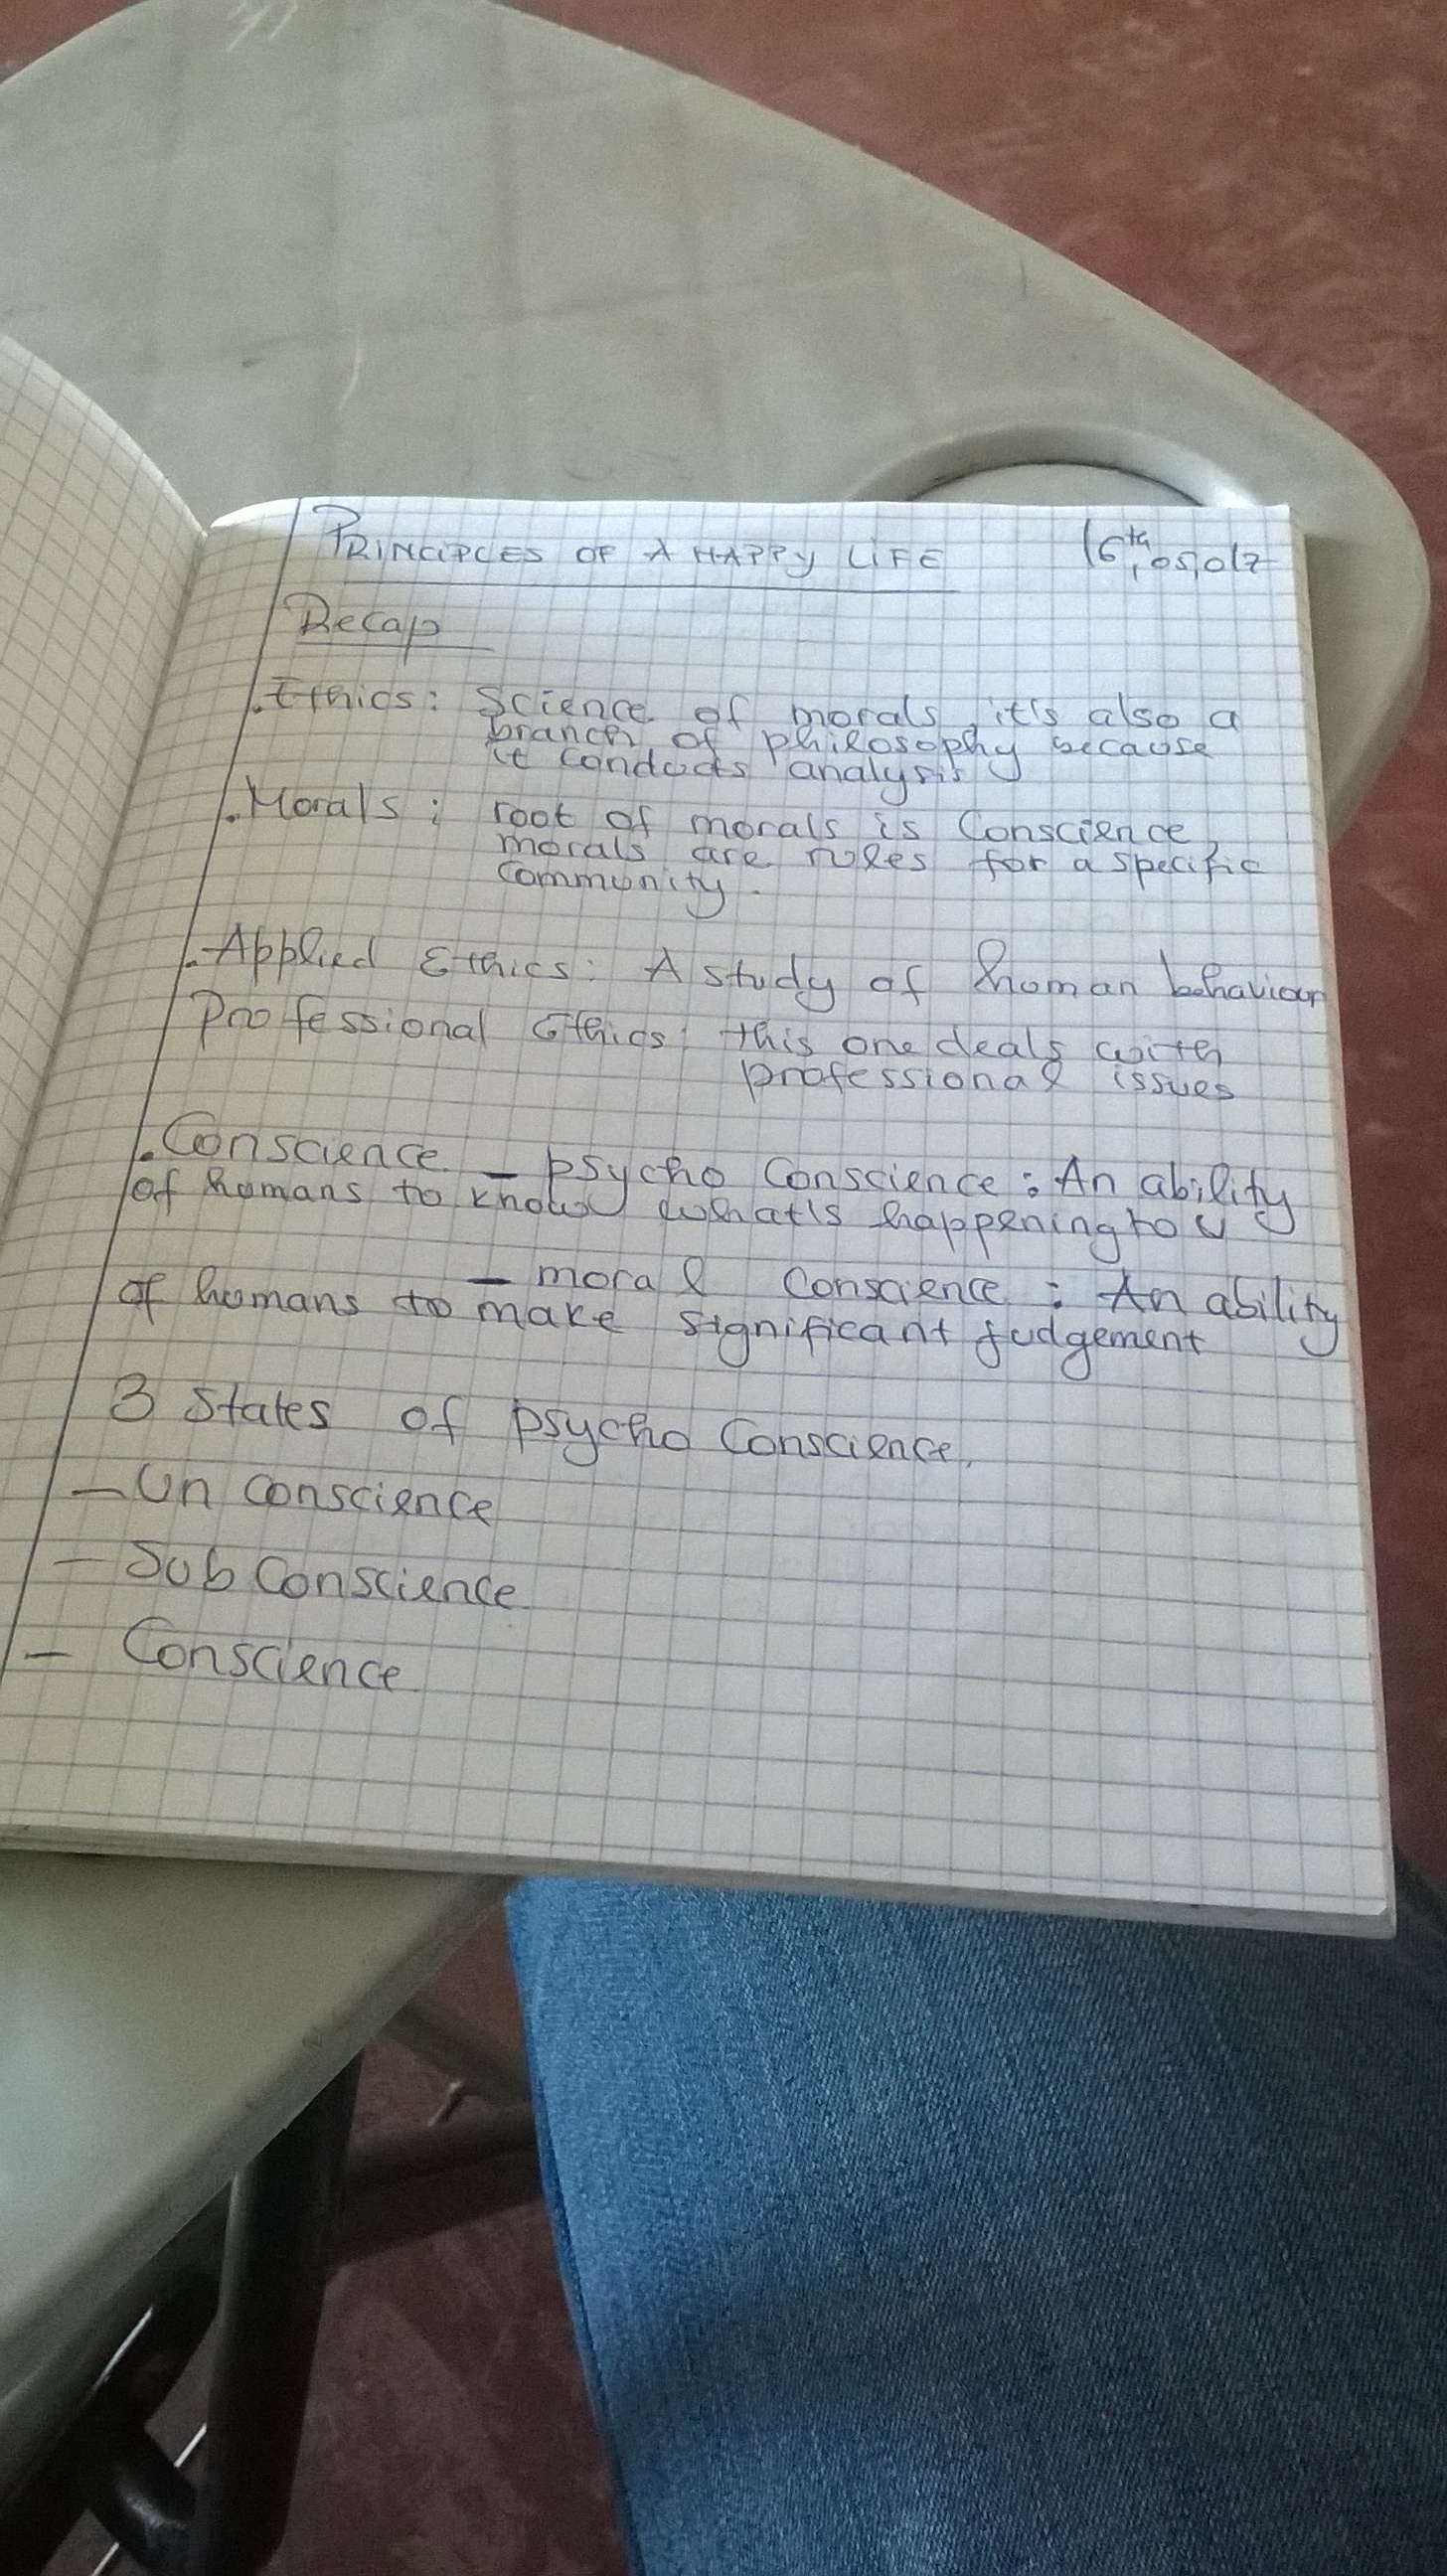 PRINCIPLES OF A HAPPY LIFE 16th, 05, 017
Recap
.Ethics: Science of morals, it's also a
branch of philosophy because
it conducts analysis
.Morals: root of morals is Conscience,
morals are rules for a specific
community.
.Applied Ethics: A study of human behaviour
Professional Ethics: this one deals with
professional issues
.Conscience - psycho Conscience: An ability
of humans to know what's happening to u
- moral Conscience: An ability
of humans to make significant judgement
3 States of psycho Conscience.
- Un conscience
- Sub Conscience
- Conscience